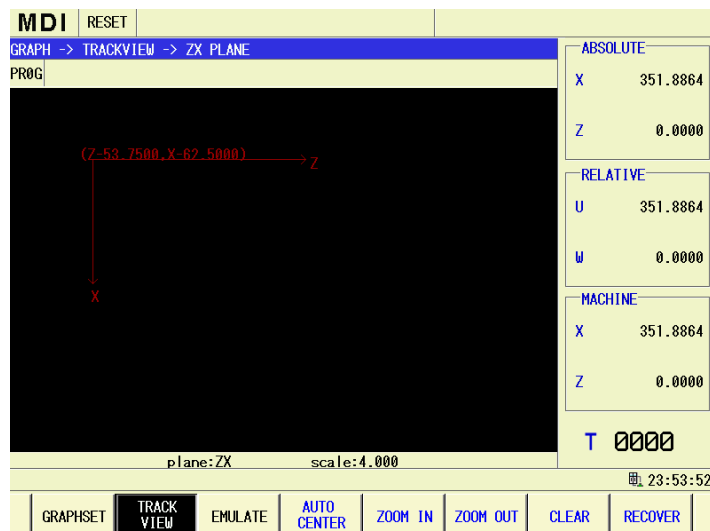 MDI RESET
GRAPH -> TRACKVIEW -> ZX PLANE
PR0G
(Z-53.7500,X-62.5000)
Z
X
plane:ZX scale:4.000
ABSOLUTE
X 351.8864
Z 0.0000
RELATIVE
U 351.8864
W 0.0000
MACHINE
X 351.8864
Z 0.0000
T 0000
23:53:52
GRAPHSET TRACK VIEW EMULATE AUTO CENTER ZOOM IN ZOOM OUT CLEAR RECOVER